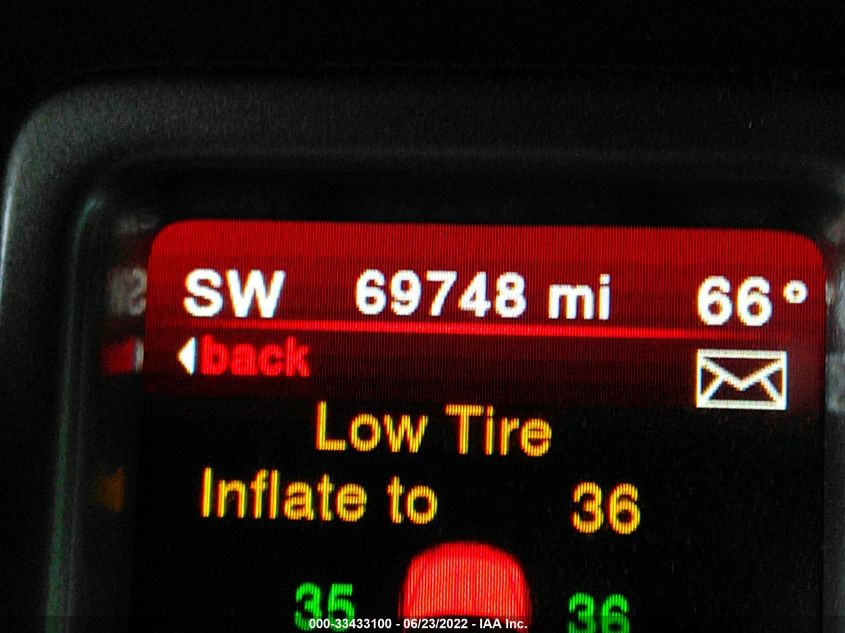 SW 69748 mi 66°
back
Low Tire
Inflate to 36
35 36
000-33433100 - 06/23/2022 - IAA Inc.